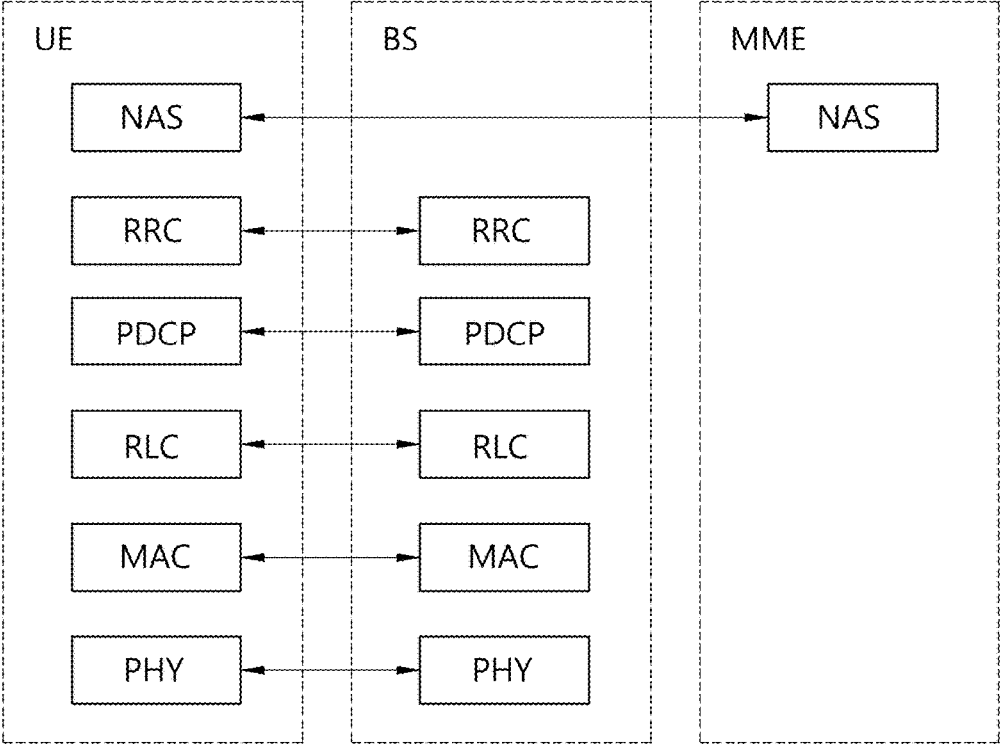 UE BS MME
NAS NAS
RRC RRC
PDCP PDCP
RLC RLC
MAC MAC
PHY PHY